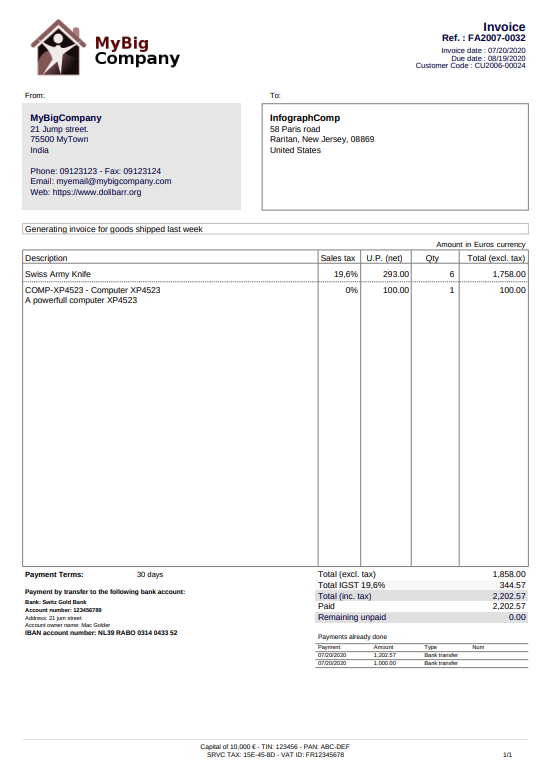 MyBig
Company
Invoice
Ref. : FA2007-0032
Invoice date : 07/20/2020
Due date : 08/19/2020
Customer Code : CU2006-00024
From:
To:
MyBigCompany
21 Jump street.
75500 MyTown
India
Phone: 09123123 - Fax: 09123124
Email: myemail@mybigcompany.com
Web: https://www.dolibarr.org
InfographComp
58 Paris road
Raritan, New Jersey, 08869
United States
Generating invoice for goods shipped last week
Amount in Euros currency
Description Sales tax U.P. (net) Qty Total (excl. tax)
Swiss Army Knife 19,6% 293.00 6 1,758.00
COMP-XP4523 - Computer XP4523 0% 100.00 1 100.00
A powerfull computer XP4523
Payment Terms: 30 days
Payment by transfer to the following bank account:
Bank: Switz Gold Bank
Account number: 123456789
Address: 21 jum street
Account owner name: Mac Golder
IBAN account number: NL39 RABO 0314 0433 52
Total (excl. tax) 1,858.00
Total IGST 19,6% 344.57
Total (inc. tax) 2,202.57
Paid 2,202.57
Remaining unpaid 0.00
Payments already done
Payment Amount Type Num
07/20/2020 1,202.57 Bank transfer
07/20/2020 1,000.00 Bank transfer
Capital of 10,000 € - TIN: 123456 - PAN: ABC-DEF
SRVC TAX: 15E-45-8D - VAT ID: FR12345678
1/1